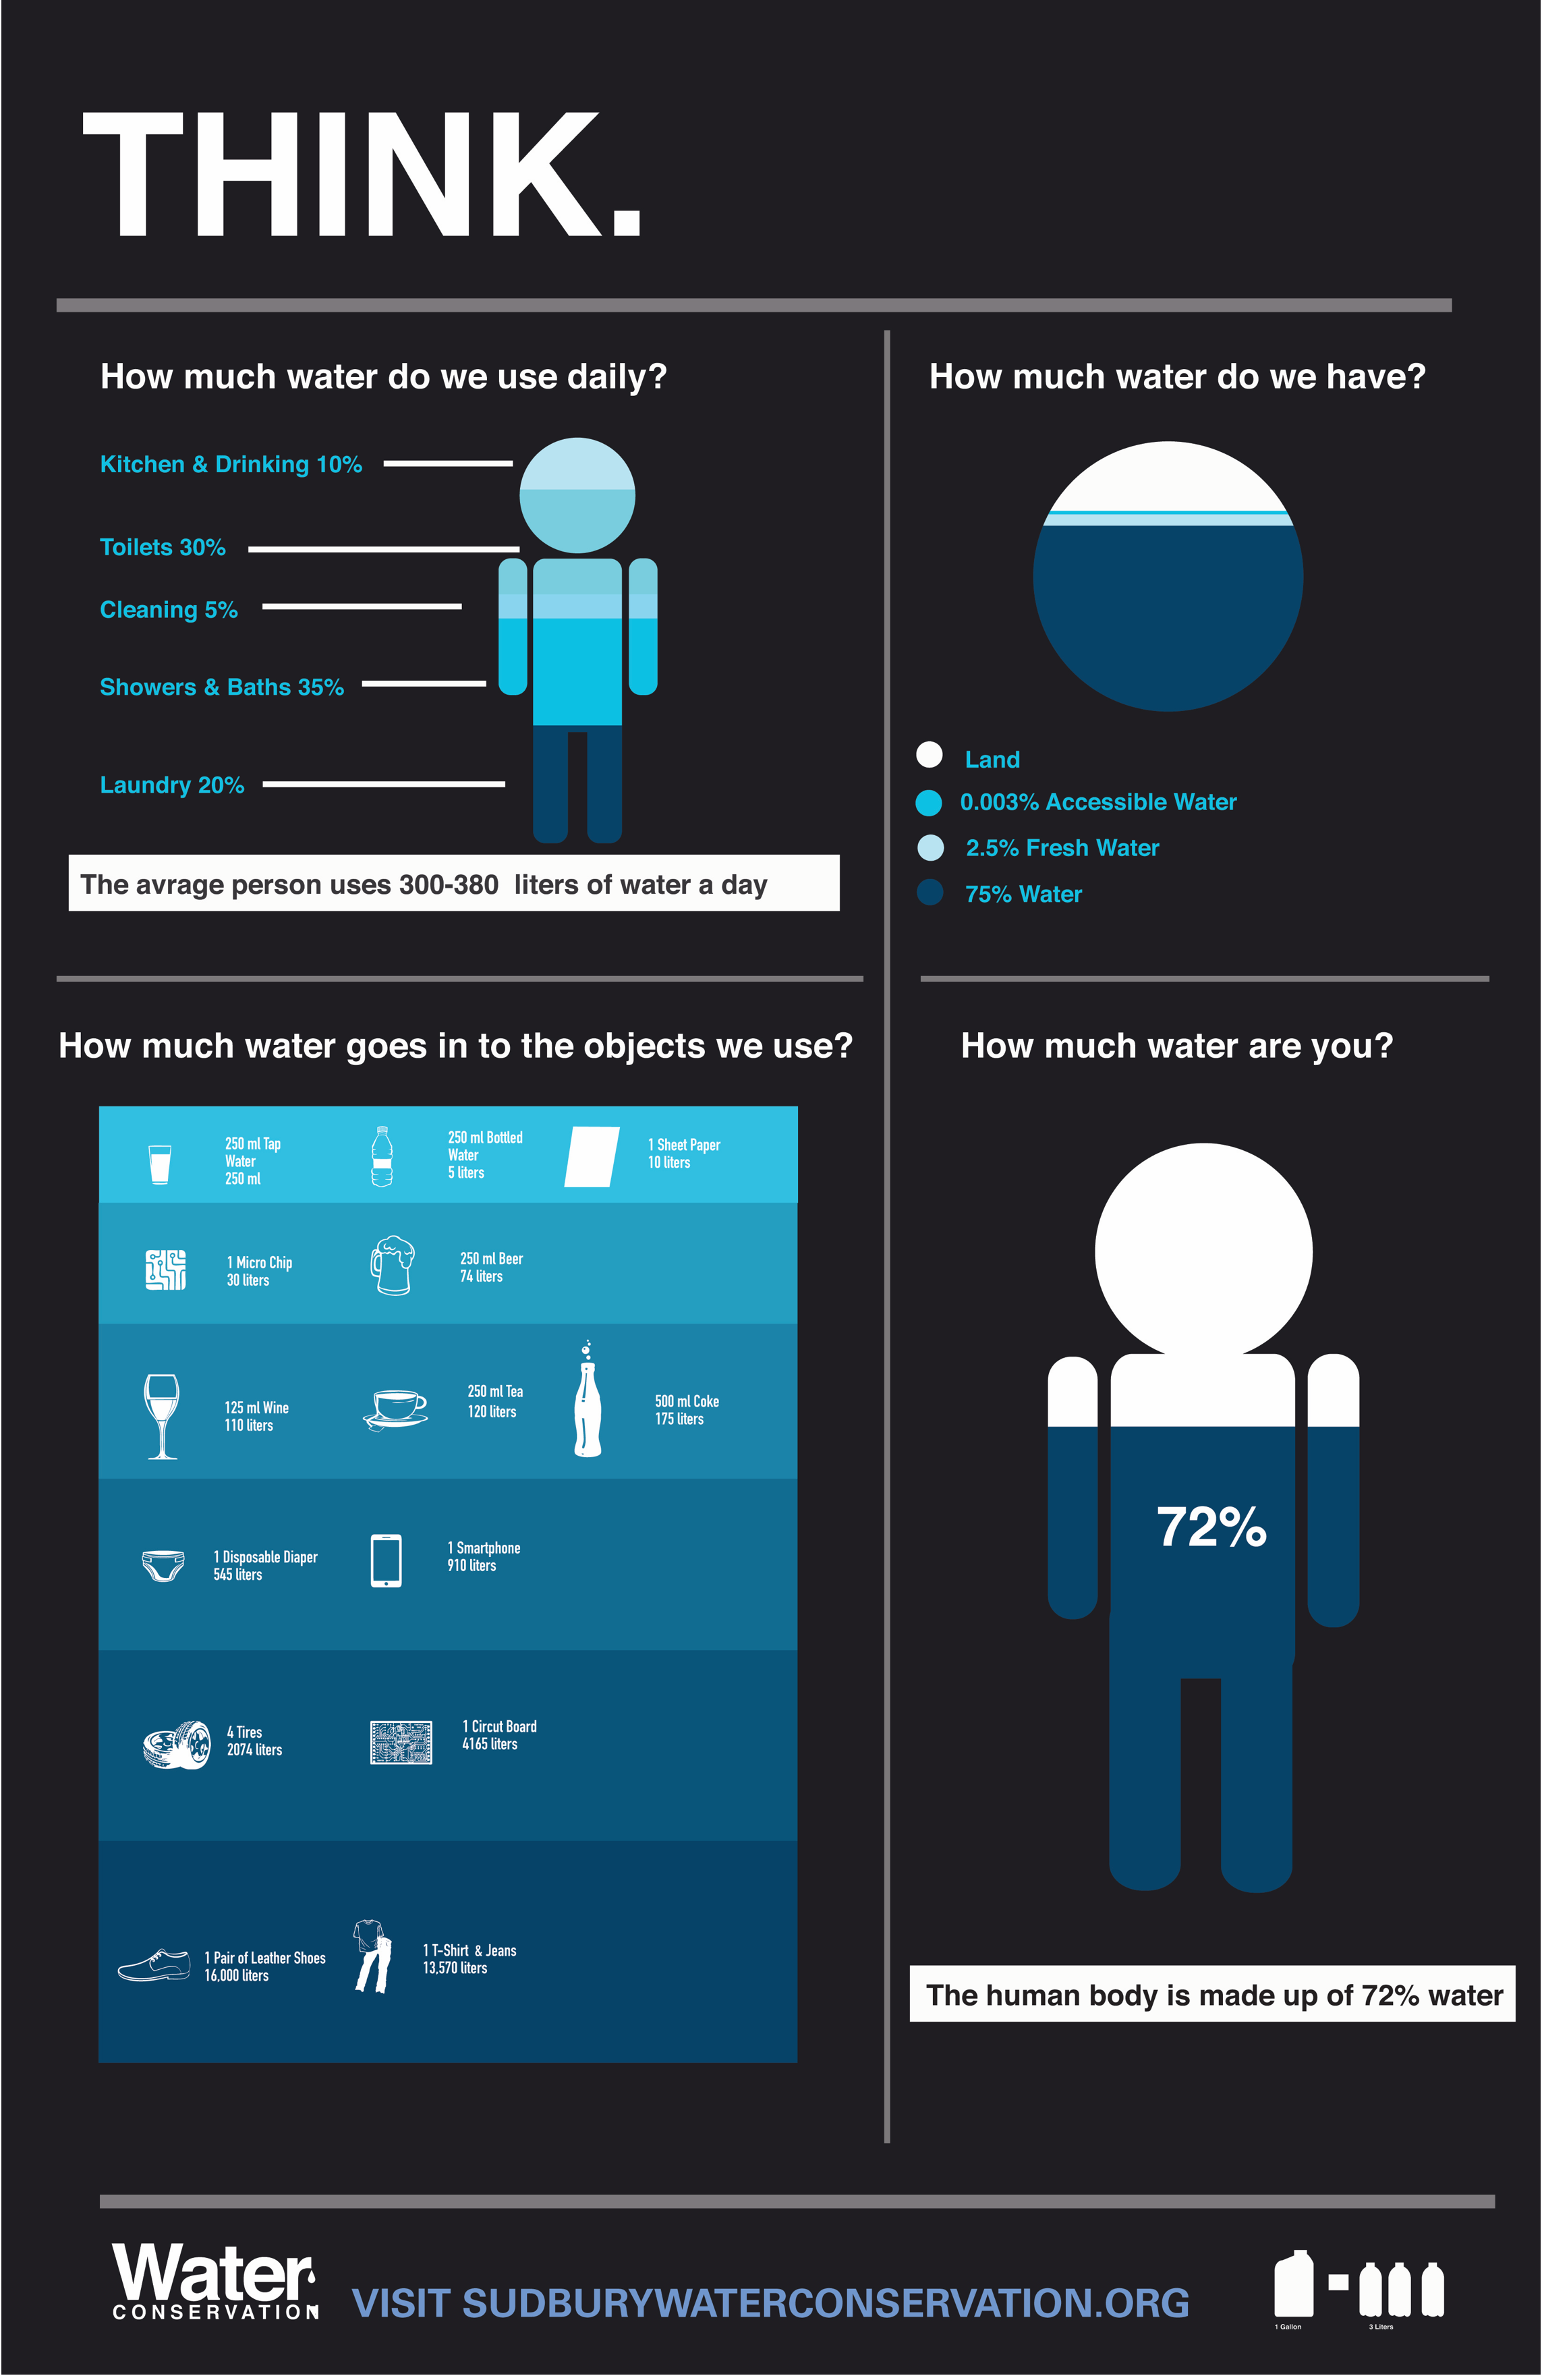 THINK.
How much water do we use daily?
Kitchen & Drinking 10%
Toilets 30%
Cleaning 5%
Showers & Baths 35%
Laundry 20%
The avrage person uses 300-380 liters of water a day
How much water do we have?
Land
0.003% Accessible Water
2.5% Fresh Water
75% Water
How much water goes in to the objects we use?
250 ml Tap
Water
250 ml
250 ml Bottled
Water
5 liters
1 Sheet Paper
10 liters
1 Micro Chip
30 liters
250 ml Beer
74 liters
125 ml Wine
110 liters
250 ml Tea
120 liters
500 ml Coke
175 liters
1 Disposable Diaper
545 liters
1 Smartphone
910 liters
4 Tires
2074 liters
1 Circut Board
4165 liters
1 Pair of Leather Shoes
16,000 liters
1 T-Shirt & Jeans
13,570 liters
How much water are you?
72%
The human body is made up of 72% water
Water
CONSERVATION
VISIT SUDBURYWATERCONSERVATION.ORG
1 Gallon
3 Liters